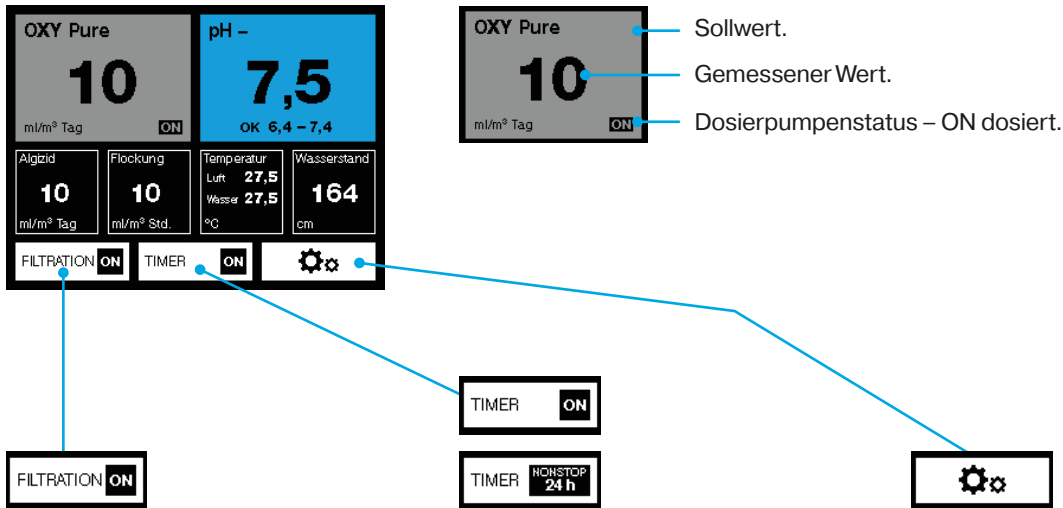 OXY Pure
10
ml/m³ Tag ON
pH –
7,5
OK 6,4 – 7,4
Algizid
10
ml/m³ Tag
Flockung
10
ml/m³ Std.
Temperatur
Luft 27,5
Wasser 27,5
°C
Wasserstand
164
cm
FILTRATION ON
TIMER ON
OXY Pure
10
ml/m³ Tag ON
Sollwert.
Gemessener Wert.
Dosierpumpenstatus – ON dosiert.
TIMER ON
FILTRATION ON
TIMER NONSTOP
24 h